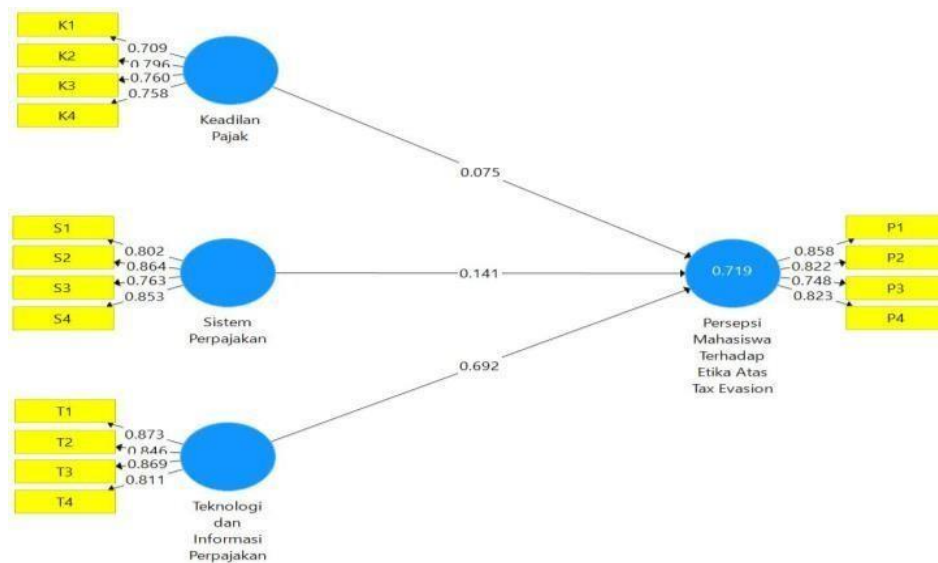 K1
K2
K3
K4
0.709
0.796
0.760
0.758
Keadilan
Pajak
0.075
S1
S2
S3
S4
0.802
0.864
0.763
0.853
Sistem
Perpajakan
0.141
T1
T2
T3
T4
0.873
0.846
0.869
0.811
Teknologi
dan
Informasi
Perpajakan
0.692
0.719
Persepsi
Mahasiswa
Terhadap
Etika Atas
Tax Evasion
0.858
0.822
0.748
0.823
P1
P2
P3
P4